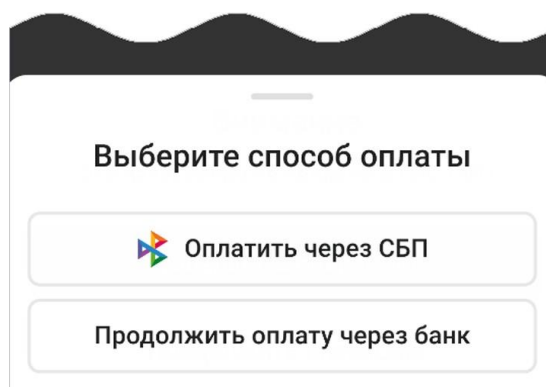 Выберите способ оплаты
Оплатить через СБП
Продолжить оплату через банк